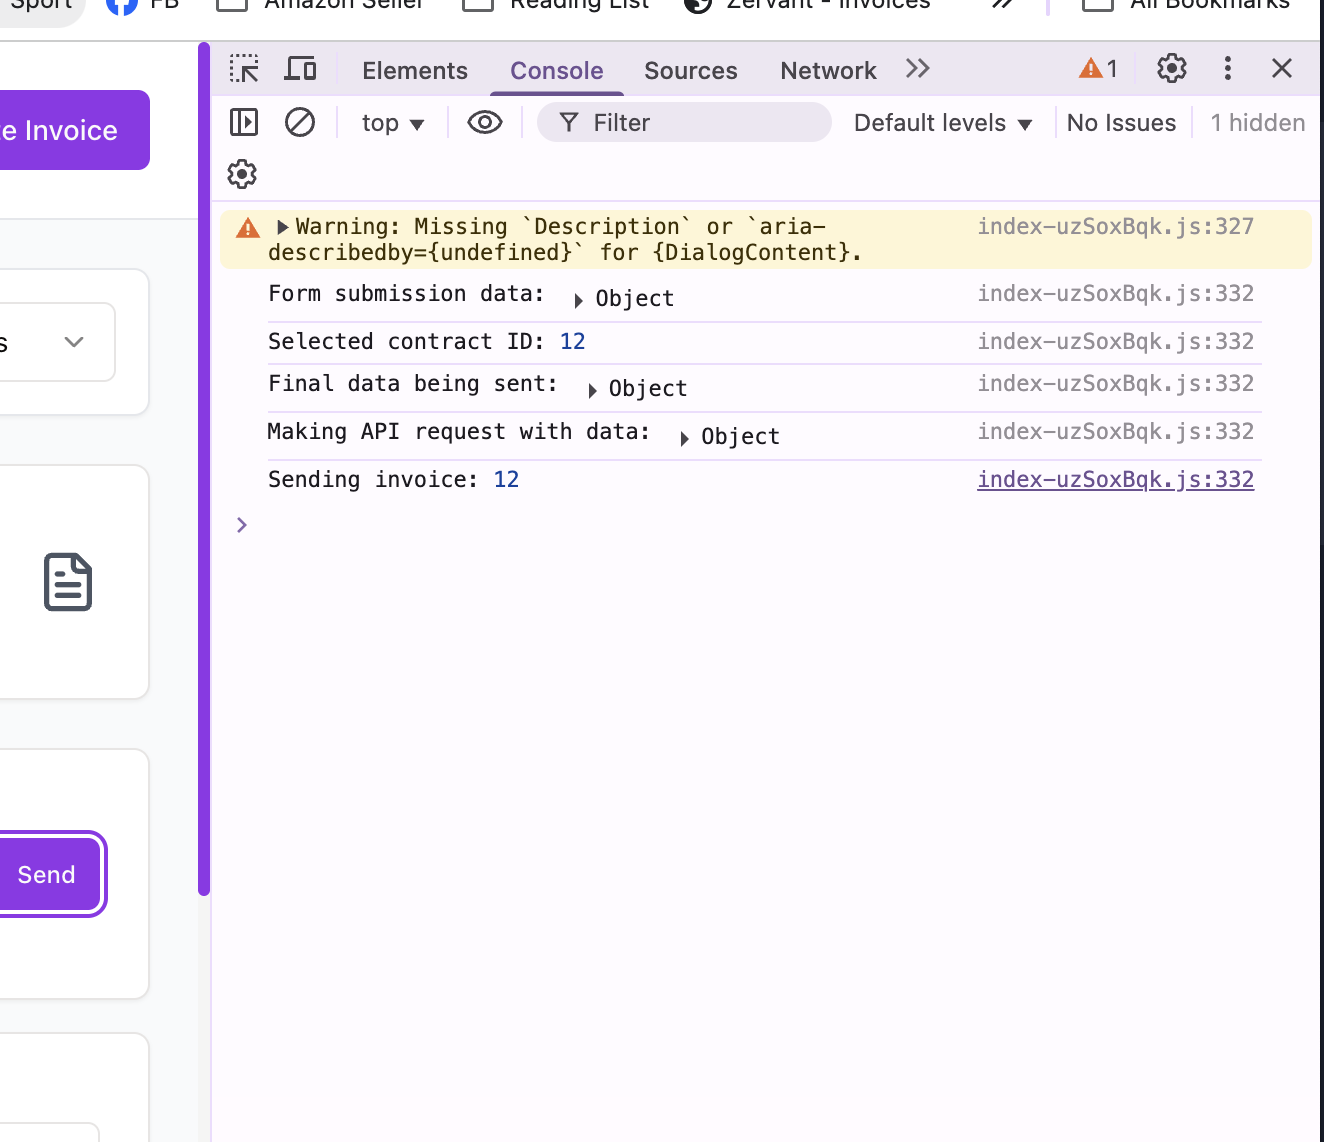 Sport FB Amazon Seller Reading List Zervant - Invoices All Bookmarks
e Invoice
s
Send
Elements Console Sources Network 1
top Filter Default levels No Issues 1 hidden
Warning: Missing `Description` or `aria- index-uzSoxBqk.js:327
describedby={undefined}` for {DialogContent}.
Form submission data: Object index-uzSoxBqk.js:332
Selected contract ID: 12 index-uzSoxBqk.js:332
Final data being sent: Object index-uzSoxBqk.js:332
Making API request with data: Object index-uzSoxBqk.js:332
Sending invoice: 12 index-uzSoxBqk.js:332